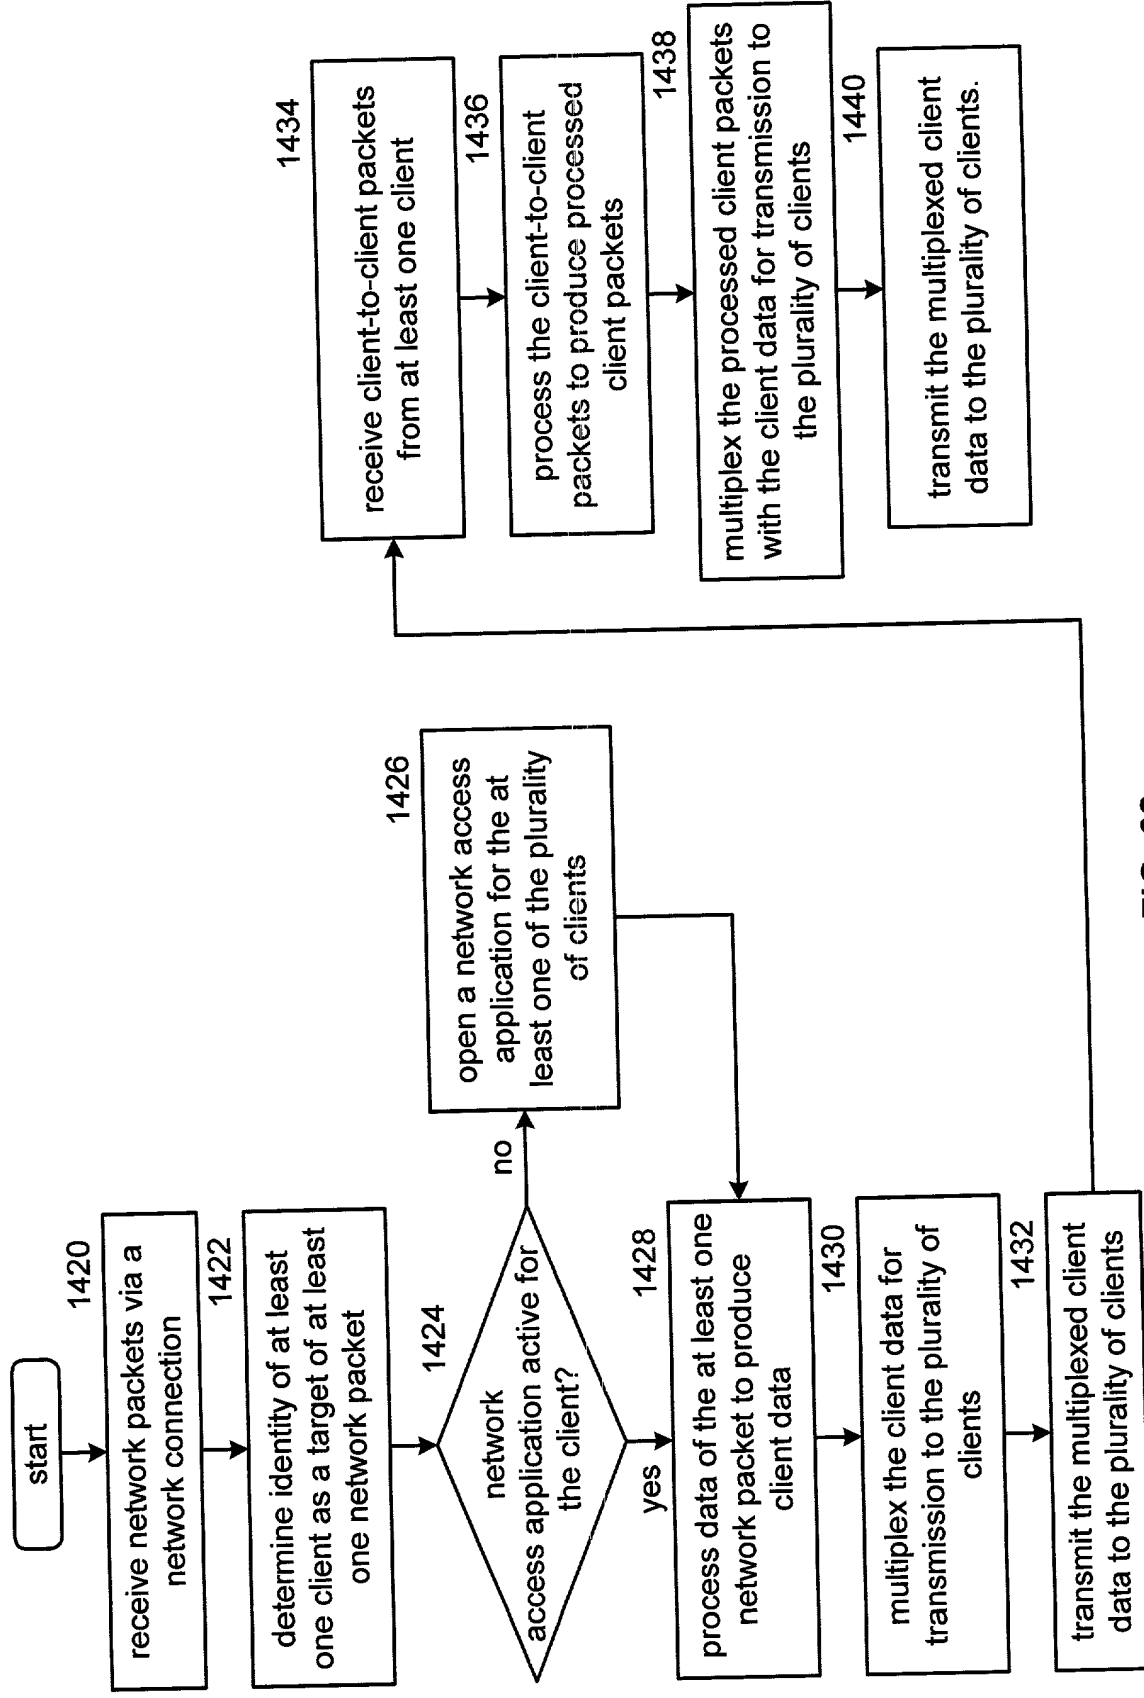 start
1420
receive network packets via a
network connection
1422
determine identity of at least
one client as a target of at least
one network packet
1424
network
access application active for
the client?
no
yes
1426
open a network access
application for the at
least one of the plurality
of clients
1428
process data of the at least one
network packet to produce
client data
1430
multiplex the client data for
transmission to the plurality of
clients
1432
transmit the multiplexed client
data to the plurality of clients
1434
receive client-to-client packets
from at least one client
1436
process the client-to-client
packets to produce processed
client packets
1438
multiplex the processed client packets
with the client data for transmission to
the plurality of clients
1440
transmit the multiplexed client
data to the plurality of clients.